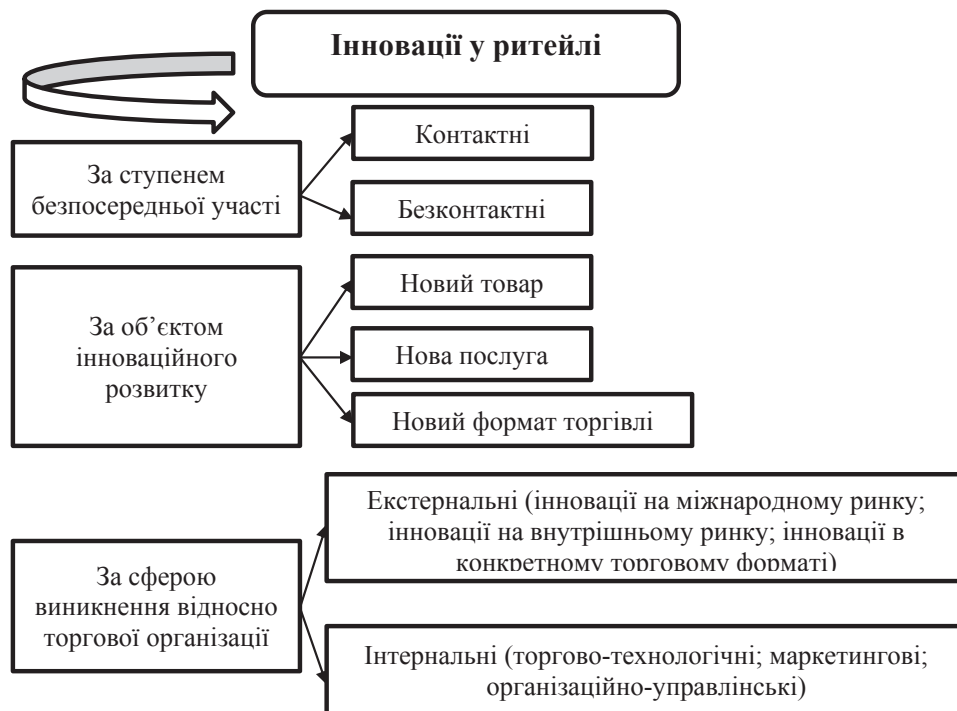 Інновації у ритейлі
За ступенем
безпосередньої участі
Контактні
Безконтактні
За об’єктом
інноваційного
розвитку
Новий товар
Нова послуга
Новий формат торгівлі
За сферою
виникнення відносно
торгової організації
Екстернальні (інновації на міжнародному ринку;
інновації на внутрішньому ринку; інновації в
конкретному торговому форматі)
Інтернальні (торгово-технологічні; маркетингові;
організаційно-управлінські)